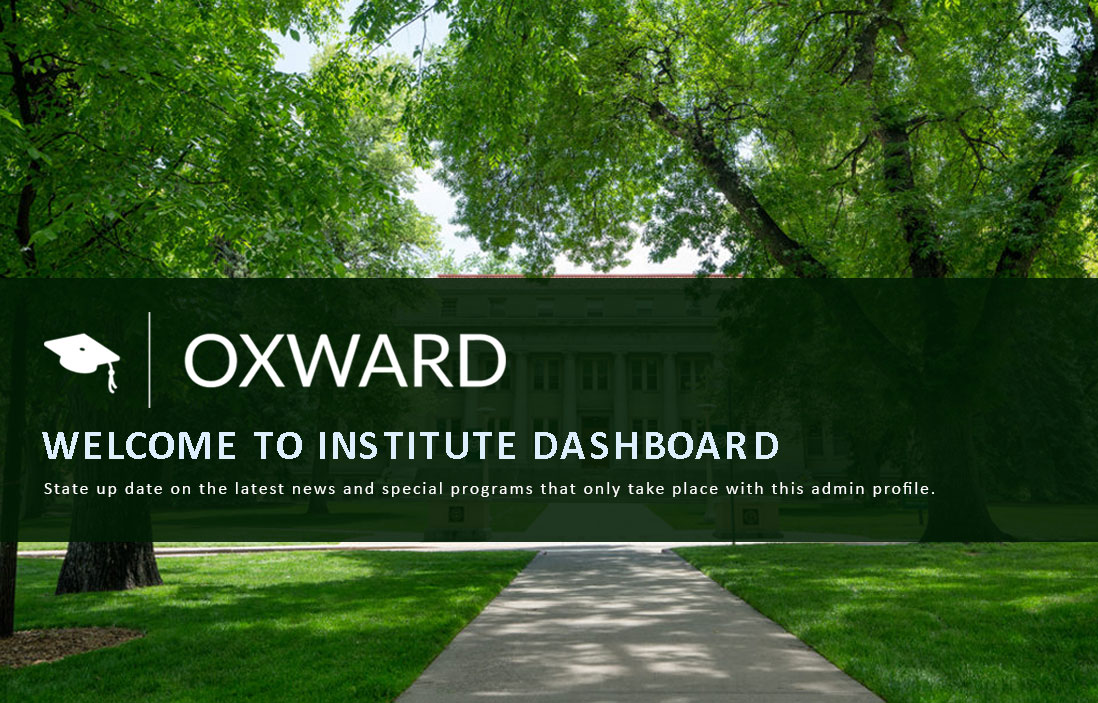 OXWARD
WELCOME TO INSTITUTE DASHBOARD
State up date on the latest news and special programs that only take place with this admin profile.